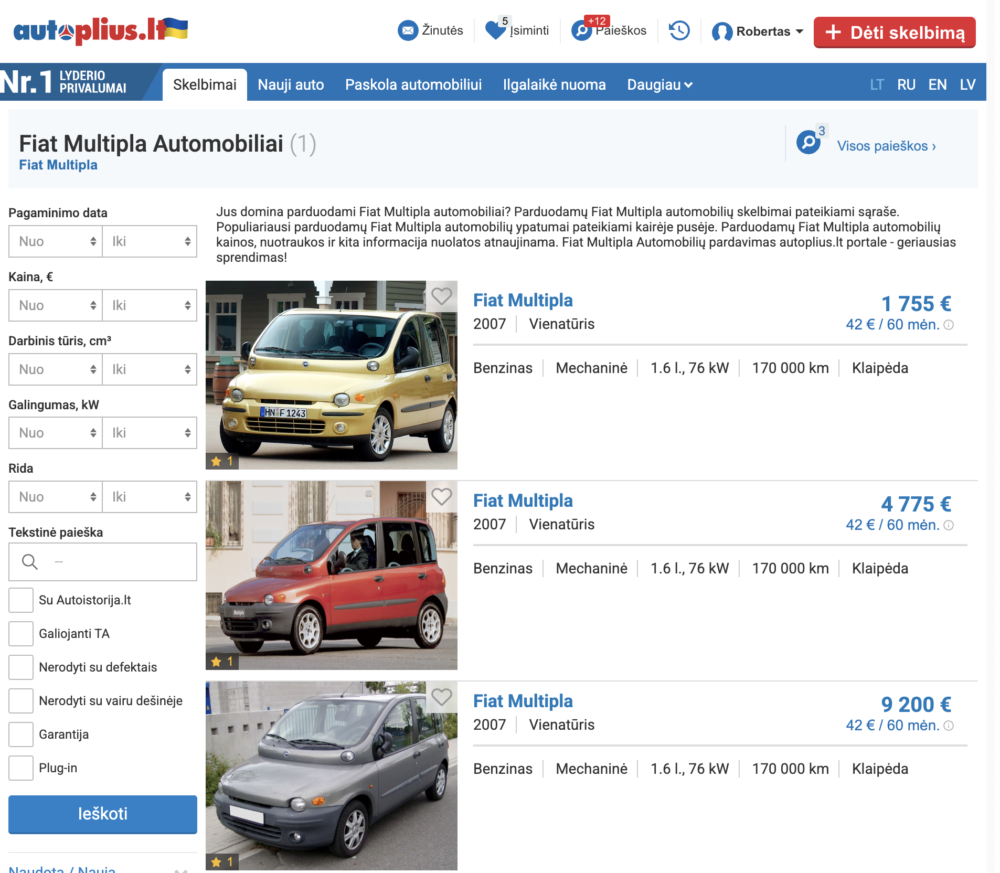 autoplius.lt
Žinutės
5
Įsiminti
+12
Paieškos
Robertas
+ Dėti skelbimą
Nr.1 LYDERIO PRIVALUMAI
Skelbimai
Nauji auto
Paskola automobiliui
Ilgalaikė nuoma
Daugiau
LT RU EN LV
Fiat Multipla Automobiliai (1)
Fiat Multipla
3
Visos paieškos ›
Pagaminimo data
Nuo
Iki
Kaina, €
Nuo
Iki
Darbinis tūris, cm³
Nuo
Iki
Galingumas, kW
Nuo
Iki
Rida
Nuo
Iki
Tekstinė paieška
--
Su Autoistorija.lt
Galiojanti TA
Nerodyti su defektais
Nerodyti su vairu dešinėje
Garantija
Plug-in
Ieškoti
Naudota / Nauja
Jus domina parduodami Fiat Multipla automobiliai? Parduodamų Fiat Multipla automobilių skelbimai pateikiami sąraše.
Populiariausi parduodamų Fiat Multipla automobilių ypatumai pateikiami kairėje pusėje. Parduodamų Fiat Multipla automobilių
kainos, nuotraukos ir kita informacija nuolatos atnaujinama. Fiat Multipla Automobilių pardavimas autoplius.lt portale - geriausias
sprendimas!
HN F 1243
1
Fiat Multipla
2007 Vienatūris
1 755 €
42 € / 60 mėn.
Benzinas Mechaninė 1.6 l., 76 kW 170 000 km Klaipėda
Multipla
1
Fiat Multipla
2007 Vienatūris
4 775 €
42 € / 60 mėn.
Benzinas Mechaninė 1.6 l., 76 kW 170 000 km Klaipėda
1
Fiat Multipla
2007 Vienatūris
9 200 €
42 € / 60 mėn.
Benzinas Mechaninė 1.6 l., 76 kW 170 000 km Klaipėda